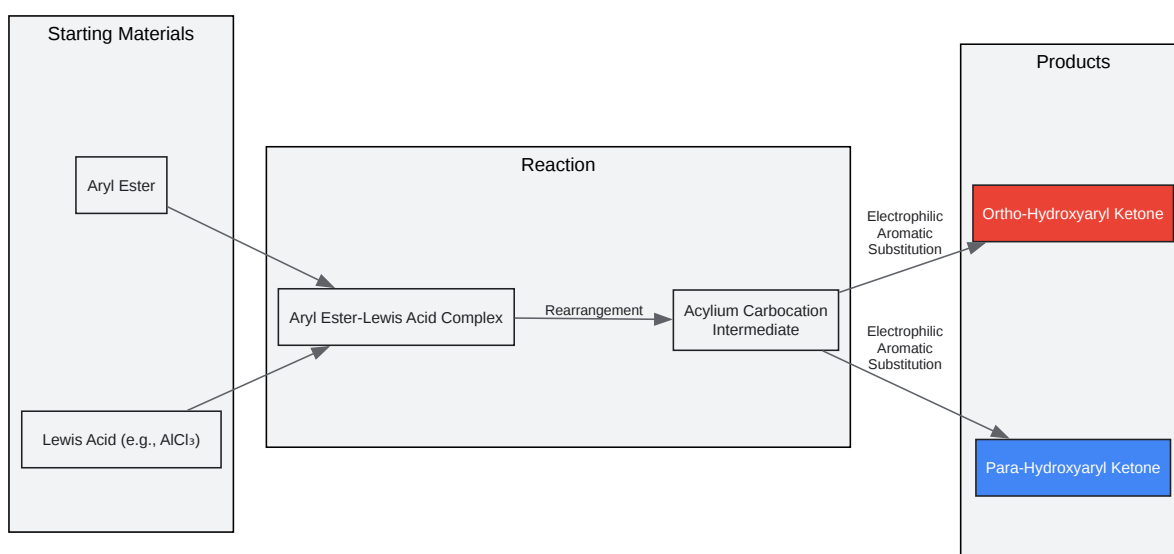 Starting Materials
Aryl Ester
Lewis Acid (e.g., AlCl₃)
Reaction
Aryl Ester-Lewis Acid Complex
Rearrangement
Acylium Carbocation
Intermediate
Electrophilic
Aromatic
Substitution
Electrophilic
Aromatic
Substitution
Products
Ortho-Hydroxyaryl Ketone
Para-Hydroxyaryl Ketone